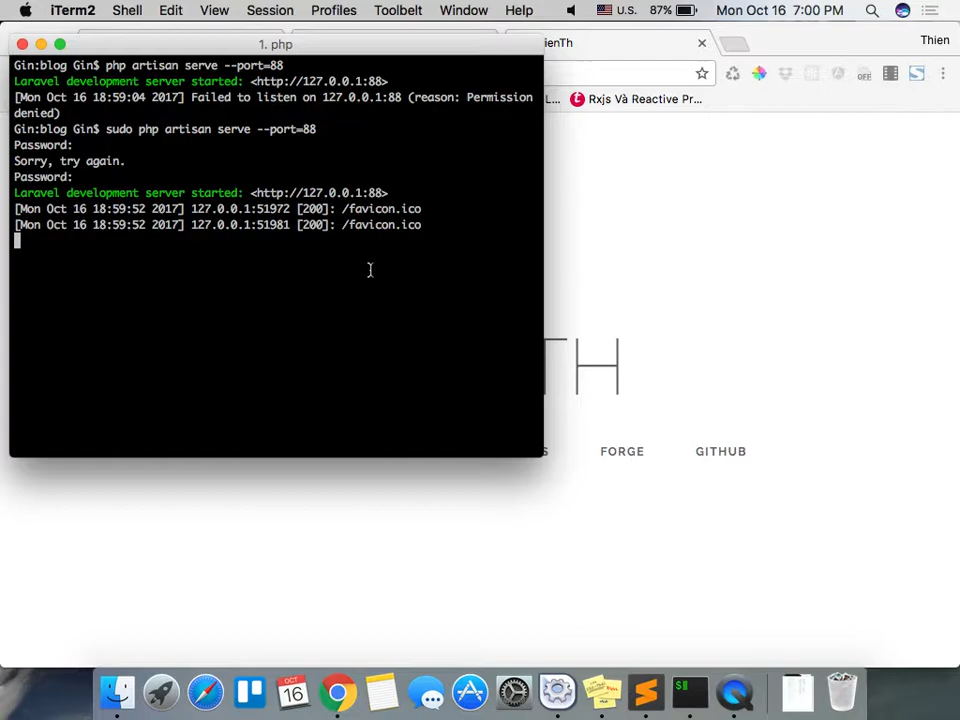 iTerm2 Shell Edit View Session Profiles Toolbelt Window Help U.S. 87% Mon Oct 16 7:00 PM
1. php
ienTh
Thien
Gin:blog Gin$ php artisan serve --port=88
Laravel development server started: <http://127.0.0.1:88>
[Mon Oct 16 18:59:04 2017] Failed to listen on 127.0.0.1:88 (reason: Permission
denied)
Gin:blog Gin$ sudo php artisan serve --port=88
Password:
Sorry, try again.
Password:
Laravel development server started: <http://127.0.0.1:88>
[Mon Oct 16 18:59:52 2017] 127.0.0.1:51972 [200]: /favicon.ico
[Mon Oct 16 18:59:52 2017] 127.0.0.1:51981 [200]: /favicon.ico
OFF
L... Rxjs Và Reactive Pr...
TH
S FORGE GITHUB
OCT
16
$